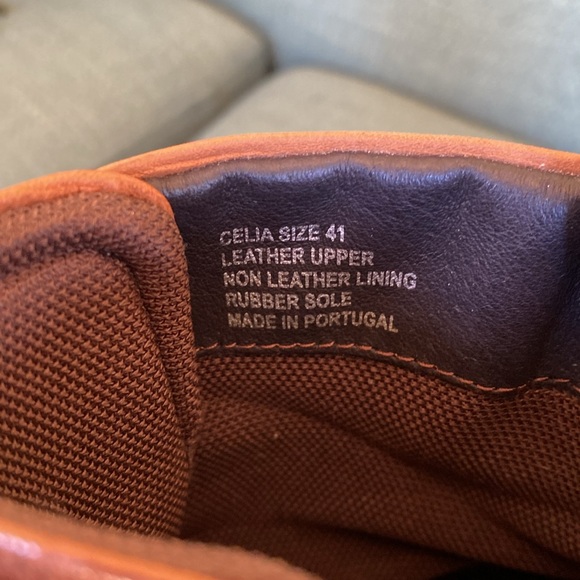 CELIA SIZE 41
LEATHER UPPER
NON LEATHER LINING
RUBBER SOLE
MADE IN PORTUGAL